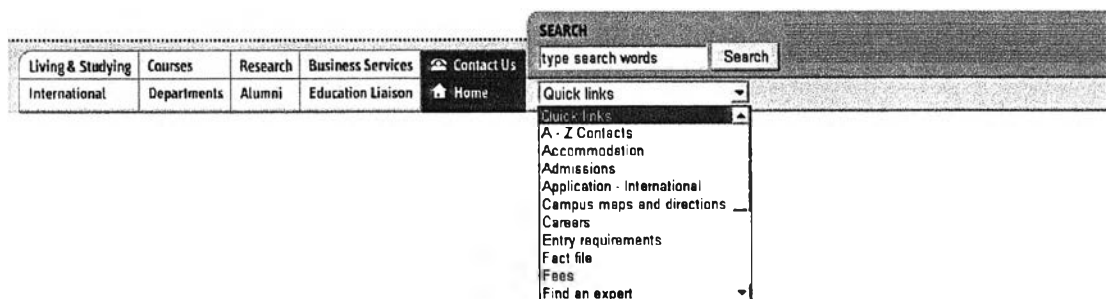 SEARCH
type search words Search
Living & Studying Courses Research Business Services Contact Us
International Departments Alumni Education Liaison Home
Quick links
Quick links
A - Z Contacts
Accommodation
Admissions
Application - International
Campus maps and directions
Careers
Entry requirements
Fact file
Fees
Find an expert